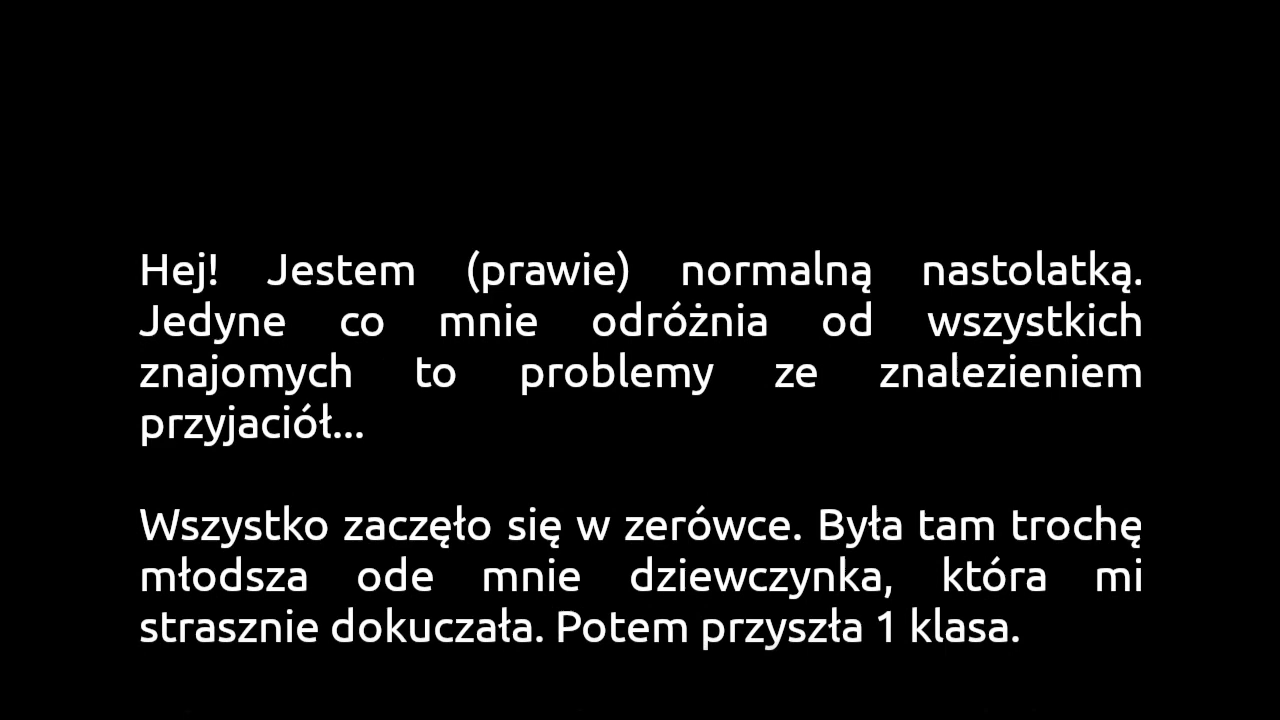 Hej! Jestem (prawie) normalną nastolatką.
Jedyne co mnie odróżnia od wszystkich
znajomych to problemy ze znalezieniem
przyjaciół...
Wszystko zaczęło się w zerówce. Była tam trochę
młodsza ode mnie dziewczynka, która mi
strasznie dokuczała. Potem przyszła 1 klasa.